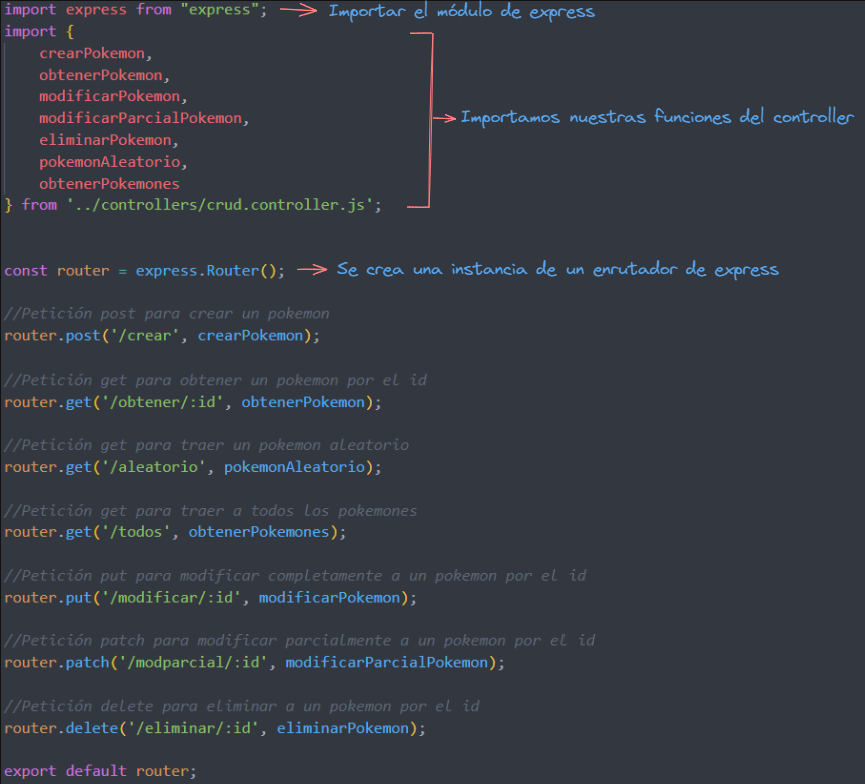 import express from "express"; Importar el módulo de express
import {
crearPokemon,
obtenerPokemon,
modificarPokemon,
modificarParcialPokemon,
Importamos nuestras funciones del controller
eliminarPokemon,
pokemonAleatorio,
obtenerPokemones
} from '../controllers/crud.controller.js';
const router = express.Router(); Se crea una instancia de un enrutador de express
//Petición post para crear un pokemon
router.post('/crear', crearPokemon);
//Petición get para obtener un pokemon por el id
router.get('/obtener/:id', obtenerPokemon);
//Petición get para traer un pokemon aleatorio
router.get('/aleatorio', pokemonAleatorio);
//Petición get para traer a todos los pokemones
router.get('/todos', obtenerPokemones);
//Petición put para modificar completamente a un pokemon por el id
router.put('/modificar/:id', modificarPokemon);
//Petición patch para modificar parcialmente a un pokemon por el id
router.patch('/modparcial/:id', modificarParcialPokemon);
//Petición delete para eliminar a un pokemon por el id
router.delete('/eliminar/:id', eliminarPokemon);
export default router;